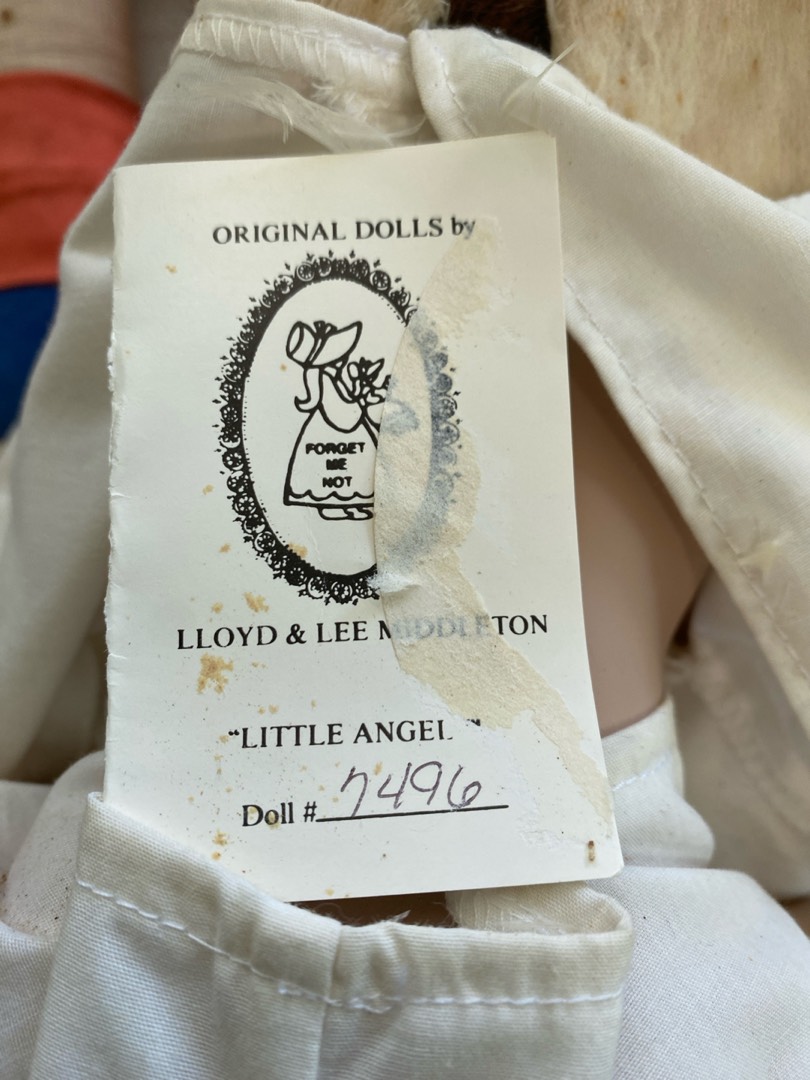 ORIGINAL DOLLS by
FORGET
ME
NOT
LLOYD & LEE MIDDLETON
"LITTLE ANGEL "
Doll # 7496